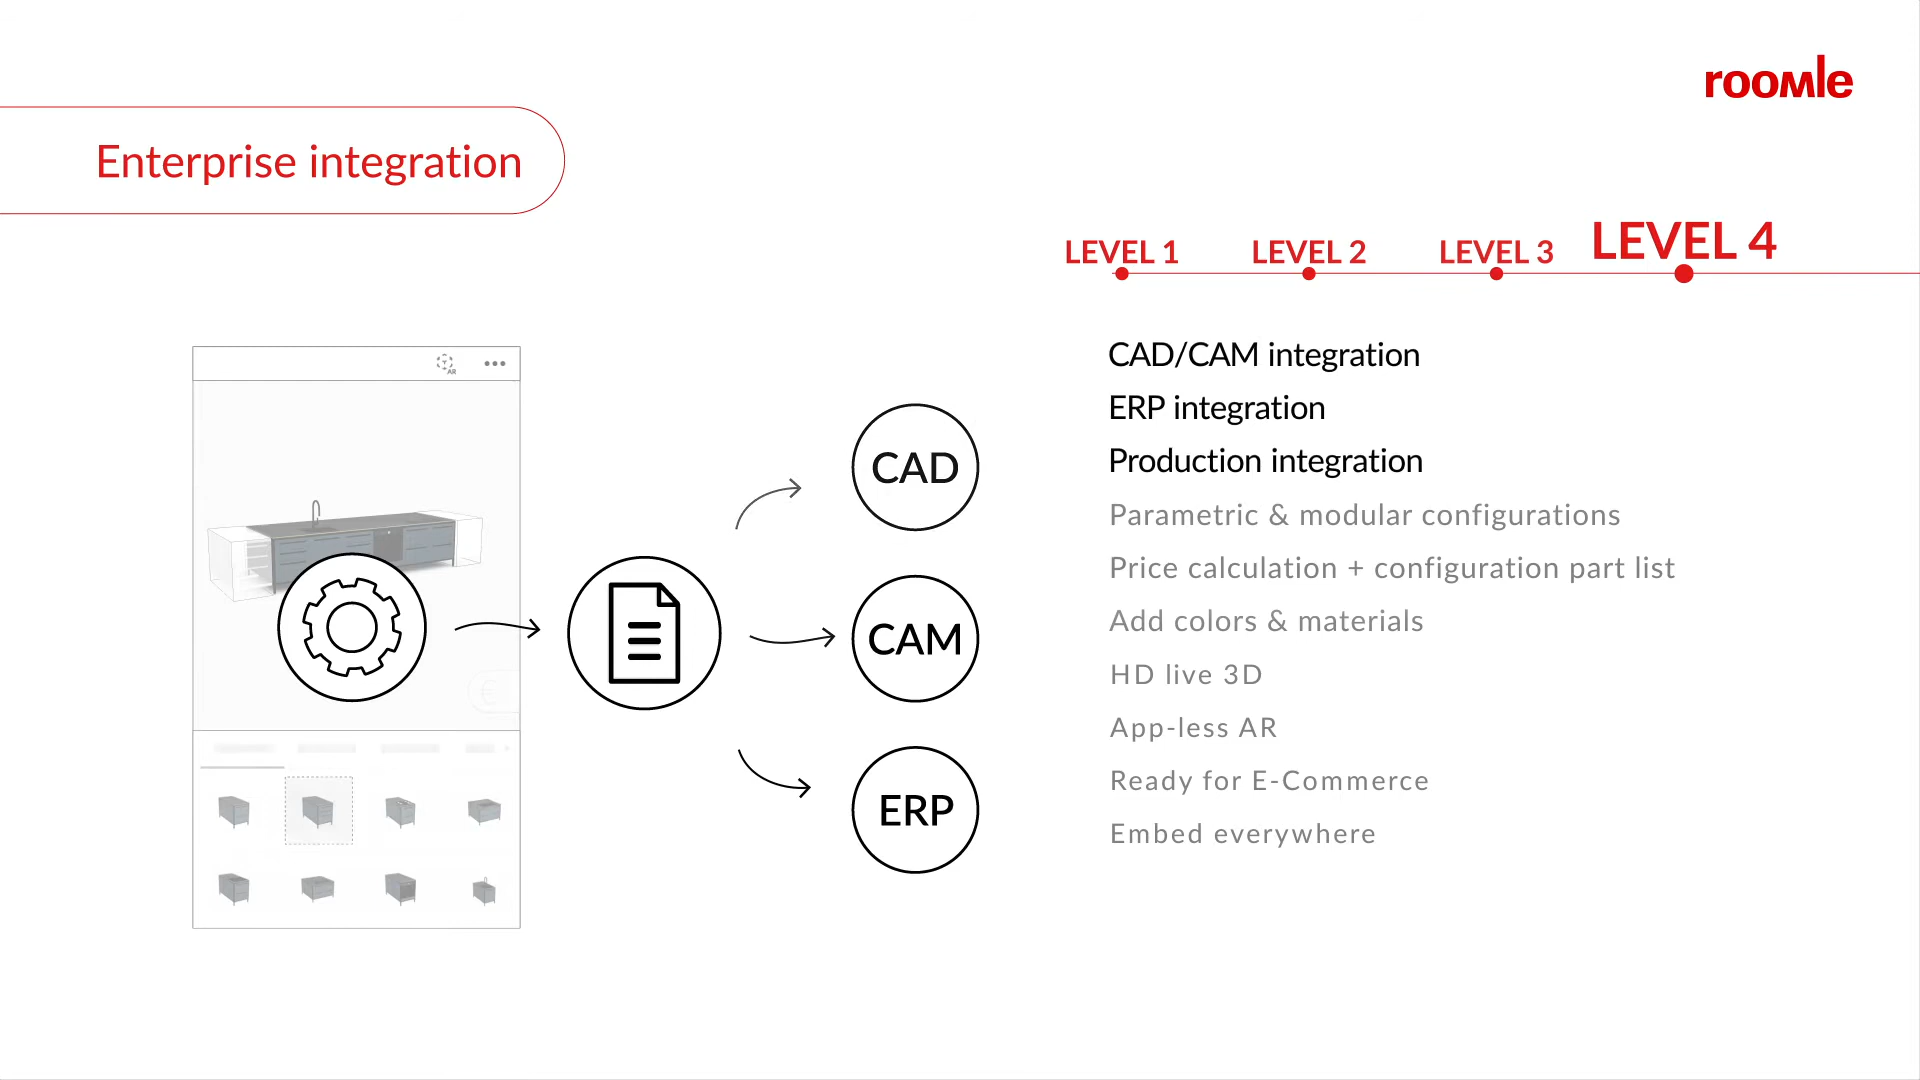 roomle
Enterprise integration
LEVEL 1
LEVEL 2
LEVEL 3
LEVEL 4
AR
CAD
CAM
ERP
€
CAD/CAM integration
ERP integration
Production integration
Parametric & modular configurations
Price calculation + configuration part list
Add colors & materials
HD live 3D
App-less AR
Ready for E-Commerce
Embed everywhere